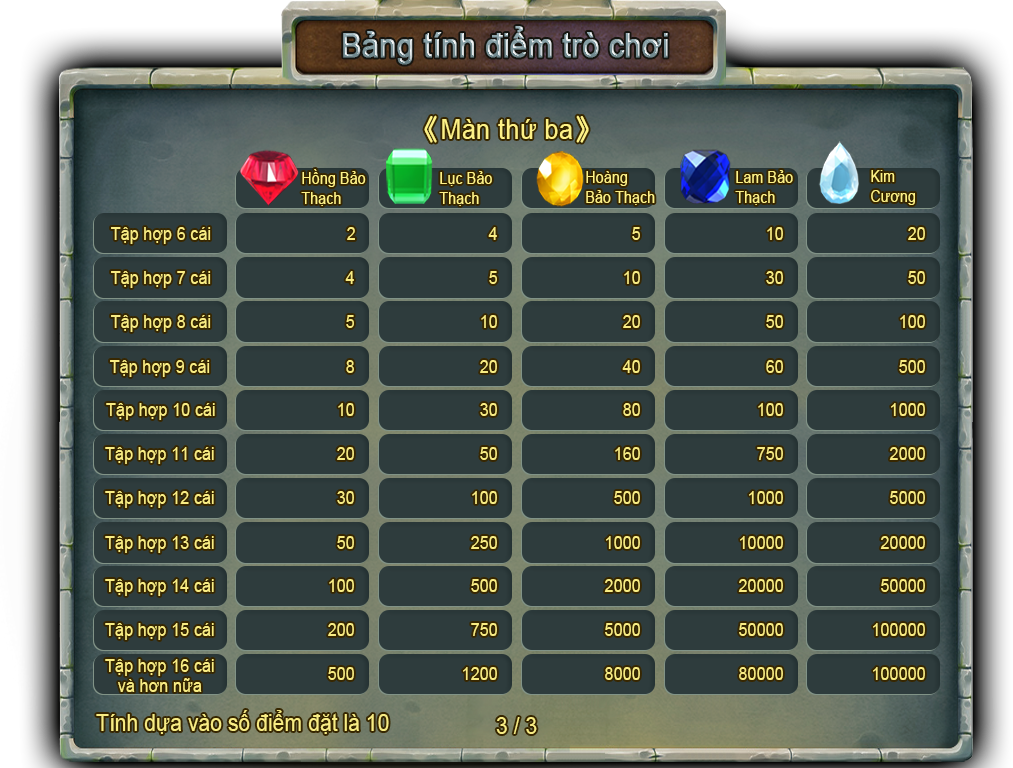 Bảng tính điểm trò chơi
《Màn thứ ba》
Hồng Bảo Thạch
Lục Bảo Thạch
Hoàng Bảo Thạch
Lam Bảo Thạch
Kim Cương
Tập hợp 6 cái 2 4 5 10 20
Tập hợp 7 cái 4 5 10 30 50
Tập hợp 8 cái 5 10 20 50 100
Tập hợp 9 cái 8 20 40 60 500
Tập hợp 10 cái 10 30 80 100 1000
Tập hợp 11 cái 20 50 160 750 2000
Tập hợp 12 cái 30 100 500 1000 5000
Tập hợp 13 cái 50 250 1000 10000 20000
Tập hợp 14 cái 100 500 2000 20000 50000
Tập hợp 15 cái 200 750 5000 50000 100000
Tập hợp 16 cái
và hơn nữa 500 1200 8000 80000 100000
Tính dựa vào số điểm đặt là 10 3 / 3